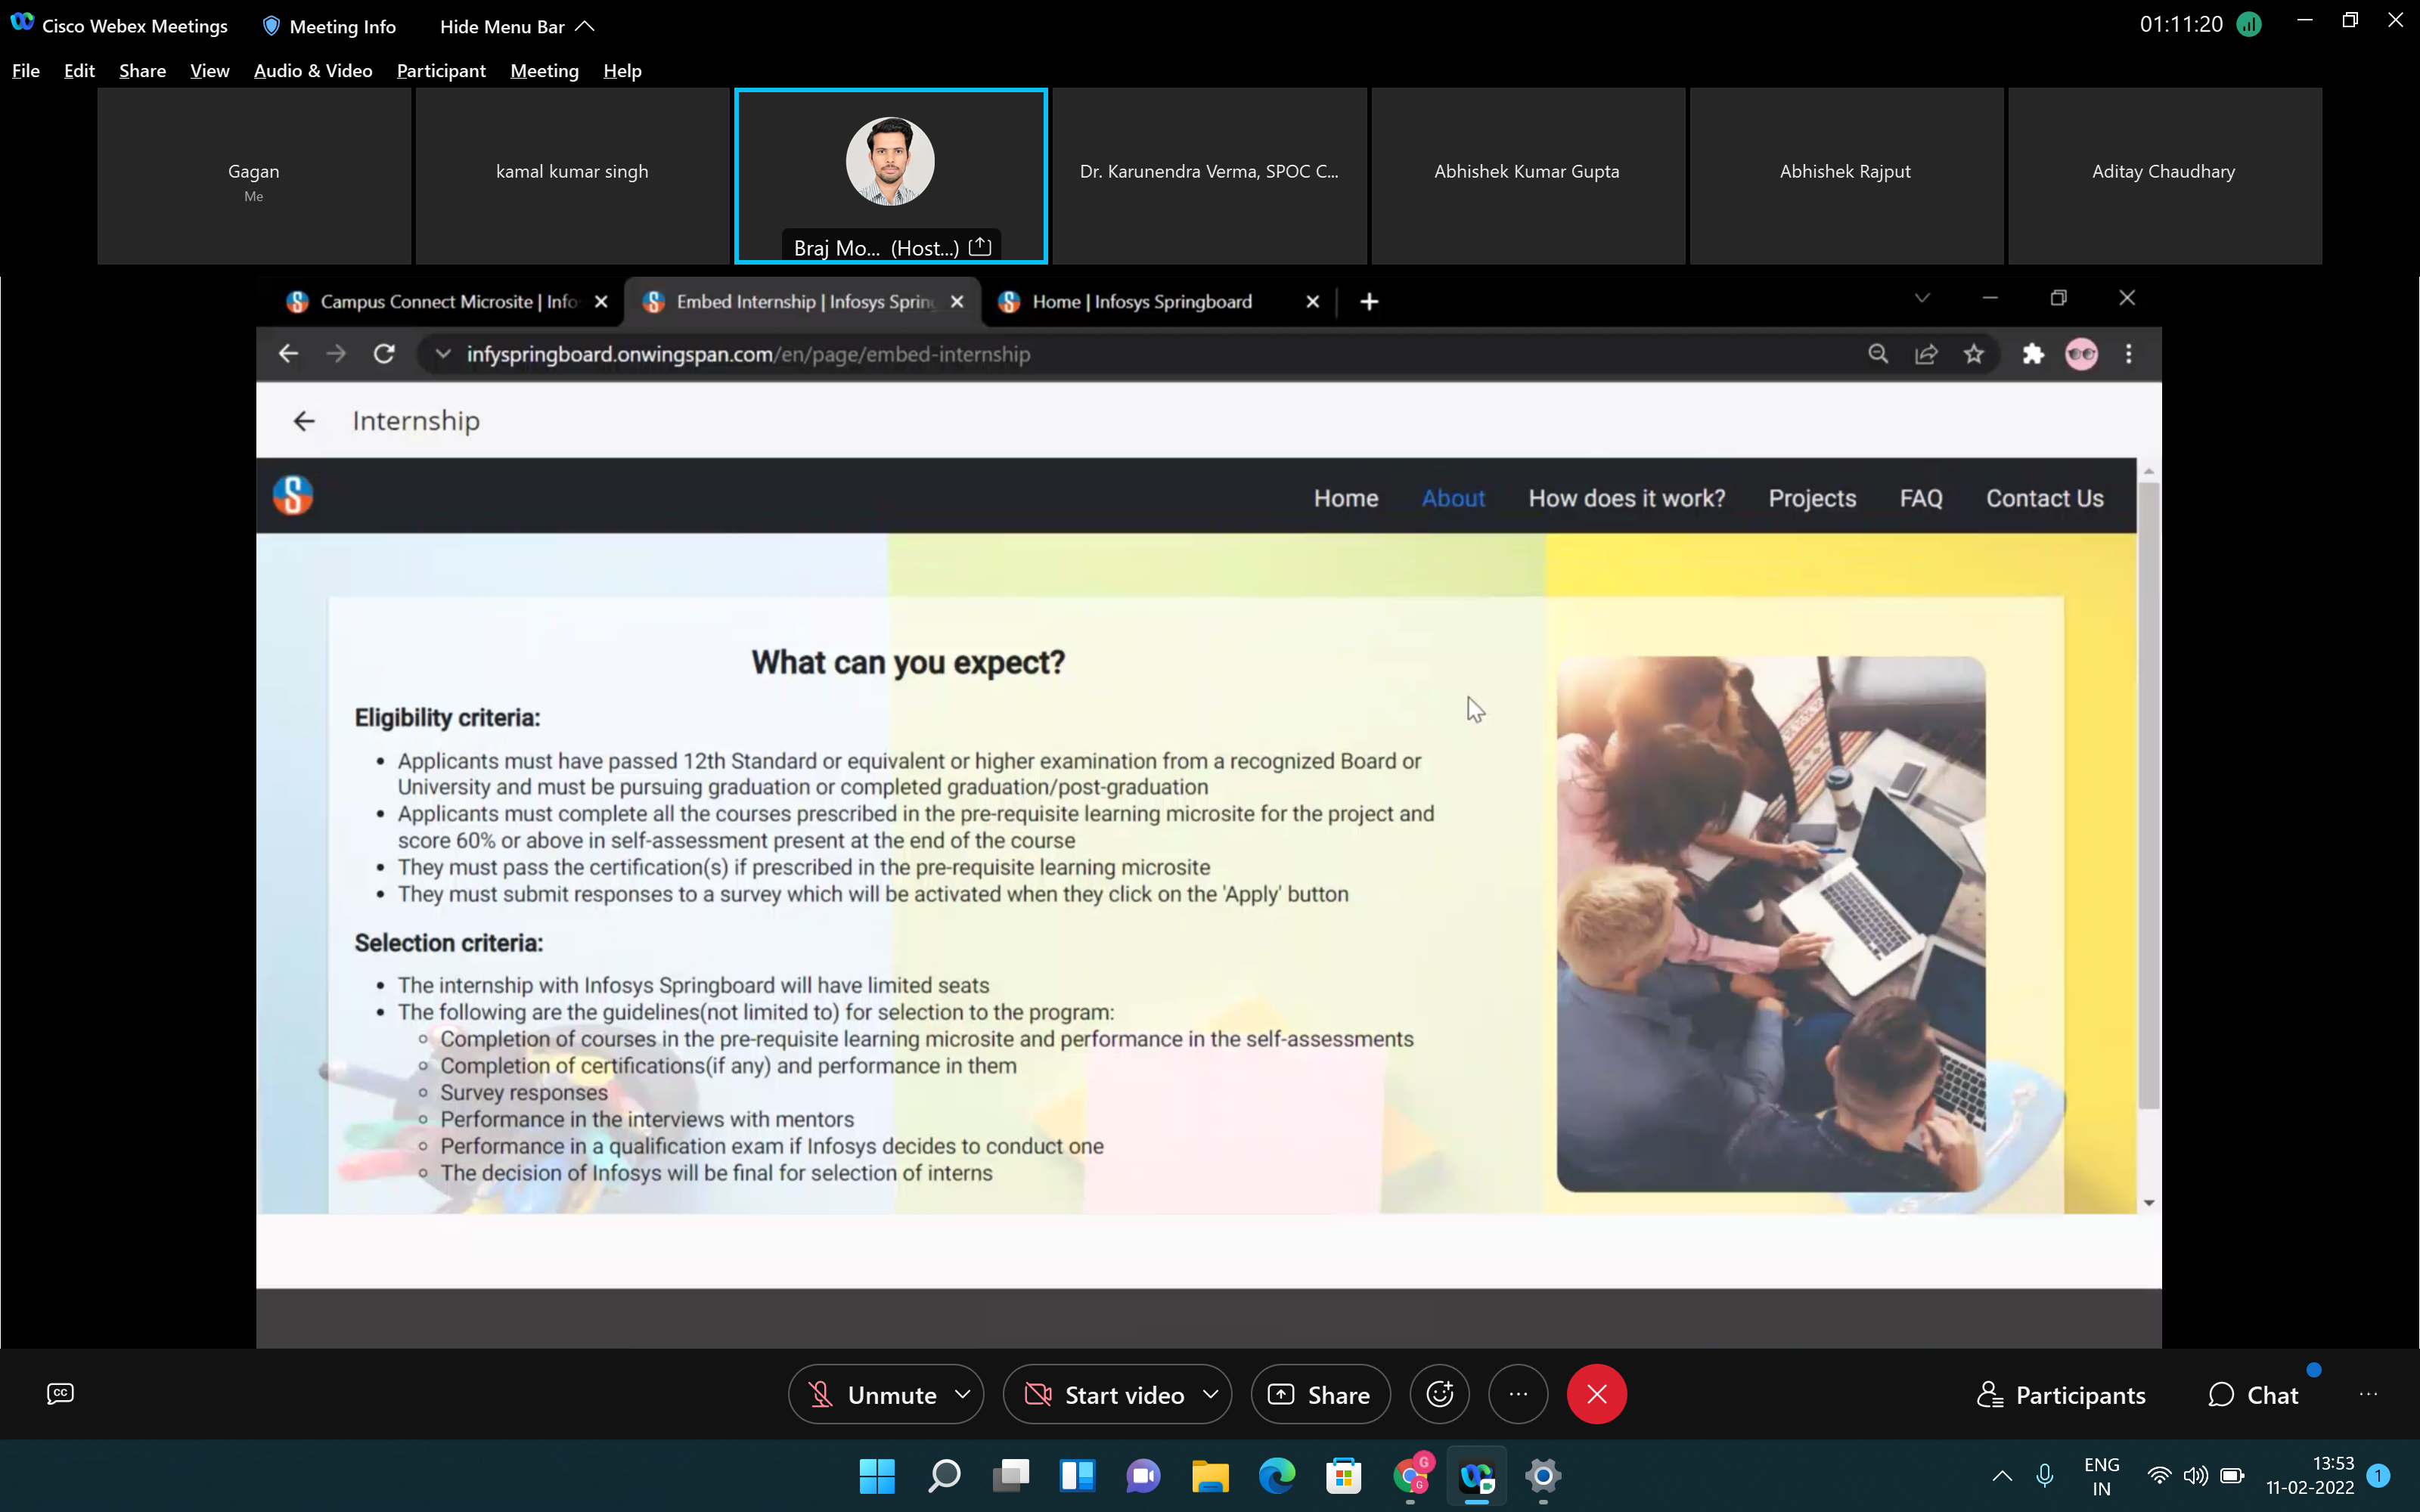 Cisco Webex Meetings Meeting Info Hide Menu Bar 01:11:20
File Edit Share View Audio & Video Participant Meeting Help
Gagan
Me
kamal kumar singh
Braj Mo... (Host...)
Dr. Karunendra Verma, SPOC C...
Abhishek Kumar Gupta
Abhishek Rajput
Aditay Chaudhary
Campus Connect Microsite | Info Embed Internship | Infosys Spring Home | Infosys Springboard
infyspringboard.onwingspan.com/en/page/embed-internship
Internship
Home About How does it work? Projects FAQ Contact Us
What can you expect?
Eligibility criteria:
• Applicants must have passed 12th Standard or equivalent or higher examination from a recognized Board or
University and must be pursuing graduation or completed graduation/post-graduation
• Applicants must complete all the courses prescribed in the pre-requisite learning microsite for the project and
score 60% or above in self-assessment present at the end of the course
• They must pass the certification(s) if prescribed in the pre-requisite learning microsite
• They must submit responses to a survey which will be activated when they click on the 'Apply' button
Selection criteria:
• The internship with Infosys Springboard will have limited seats
• The following are the guidelines(not limited to) for selection to the program:
○ Completion of courses in the pre-requisite learning microsite and performance in the self-assessments
○ Completion of certifications(if any) and performance in them
○ Survey responses
○ Performance in the interviews with mentors
○ Performance in a qualification exam if Infosys decides to conduct one
○ The decision of Infosys will be final for selection of interns
CC Unmute Start video Share Participants Chat
G
G
ENG
IN
13:53
11-02-2022
1